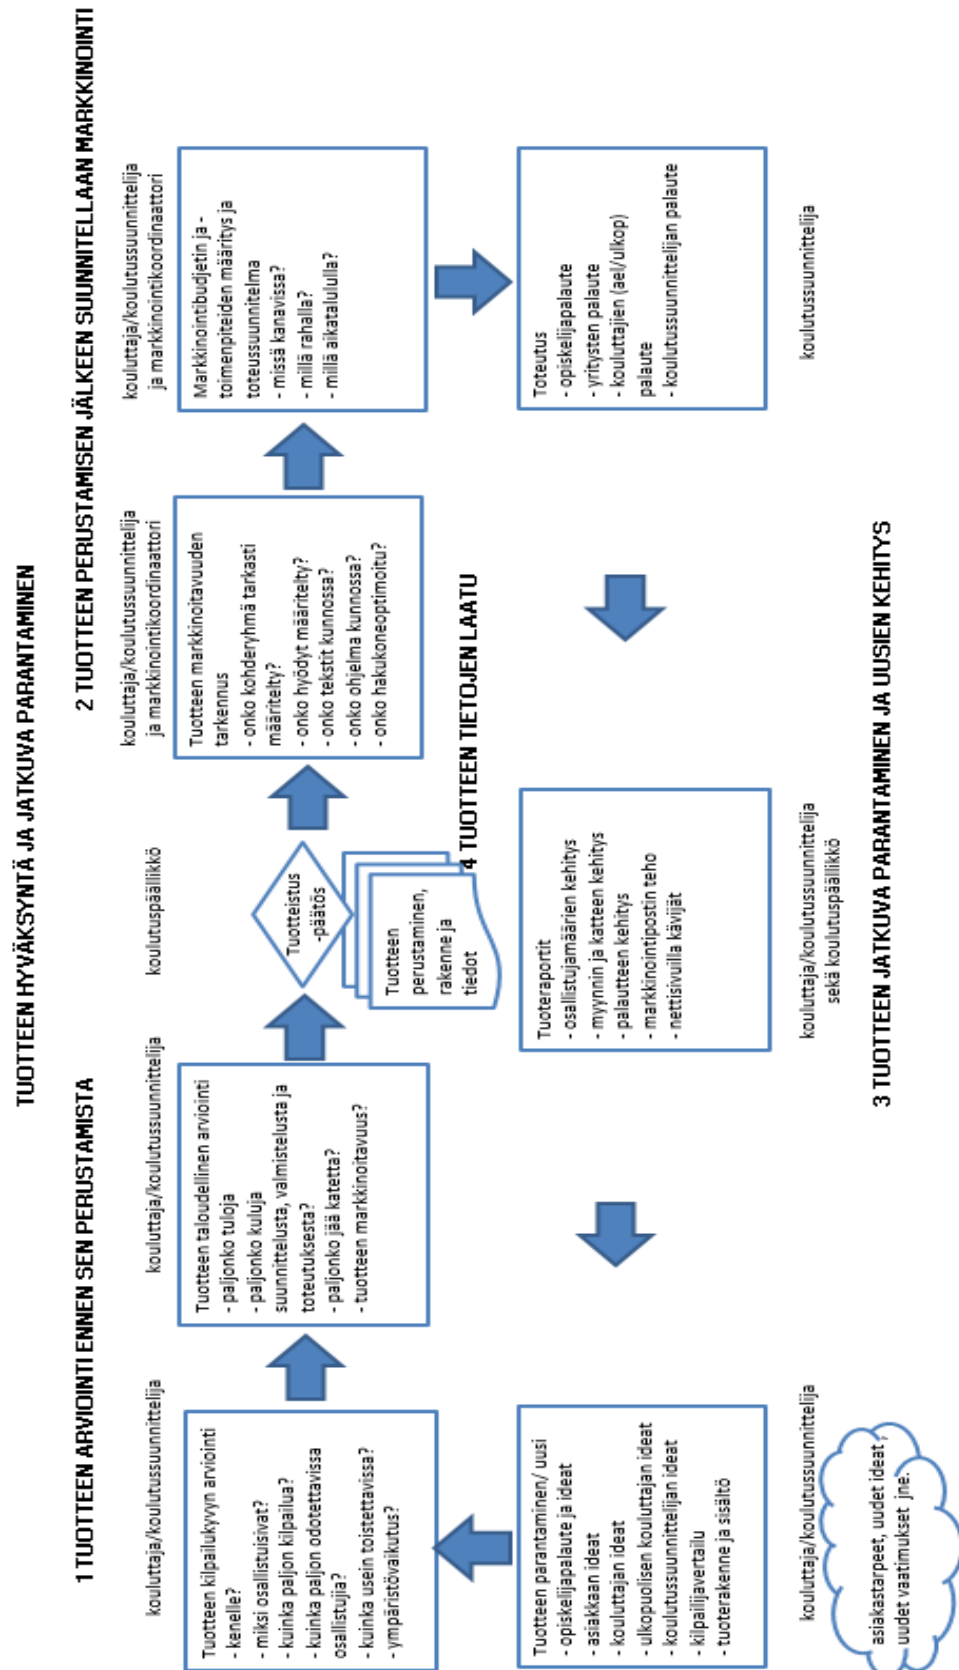 TUOTTEEN HYVÄKSYNTÄ JA JATKUVA PARANTAMINEN
1 TUOTTEEN ARVIOINTI ENNEN SEN PERUSTAMISTA
2 TUOTTEEN PERUSTAMISEN JÄLKEEN SUUNNITELLAAN MARKKINOINTI
kouluttaja/koulutussuunnittelija
Tuotteen kilpailukyvyn arviointi
- kenelle?
- miksi osallistuisivat?
- kuinka paljon kilpailua?
- kuinka paljon odotettavissa
osallistujia?
- kuinka usein toistettavissa?
- ympäristövaikutus?
kouluttaja/koulutussuunnittelija
Tuotteen taloudellinen arviointi
- paljonko tuloja
- paljonko kuluja
suunnittelusta, valmistelusta ja
toteutuksesta?
- paljonko jää katetta?
- tuotteen markkinoitavuus?
koulutuspäällikkö
Tuotteistus
-päätös
Tuotteen
perustaminen,
rakenne ja
tiedot
4 TUOTTEEN TIETOJEN LAATU
kouluttaja/koulutussuunnittelija
ja markkinointikoordinaattori
Tuotteen markkinoitavuuden
tarkennus
- onko kohderyhmä tarkasti
määritelty?
- onko hyödyt määritelty?
- onko tekstit kunnossa?
- onko ohjelma kunnossa?
- onko hakukoneoptimoitu?
kouluttaja/koulutussuunnittelija
ja markkinointikoordinaattori
Markkinointibudjetin ja -
toimenpiteiden määritys ja
toteussuunnitelma
- missä kanavissa?
- millä rahalla?
- millä aikatalululla?
Toteutus
- opiskelijapalaute
- yritysten palaute
- kouluttajien (ael/ulkop)
palaute
- koulutussuunnittelijan palaute
koulutussuunnittelija
Tuoteraportit
- osallistujamäärien kehitys
- myynnin ja katteen kehitys
- palautteen kehitys
- markkinointipostin teho
- nettisivuilla kävijät
kouluttaja/koulutussuunnittelija
sekä koulutuspäällikkö
Tuotteen parantaminen/ uusi
- opiskelijapalaute ja ideat
- asiakkaan ideat
- kouluttajan ideat
- ulkopuolisen kouluttajan ideat
- koulutussuunnittelijan ideat
- kilpailijavertailu
- tuoterakenne ja sisältö
kouluttaja/koulutussuunnittelija
asiakastarpeet, uudet ideat ,
uudet vaatimukset jne.
3 TUOTTEEN JATKUVA PARANTAMINEN JA UUSIEN KEHITYS